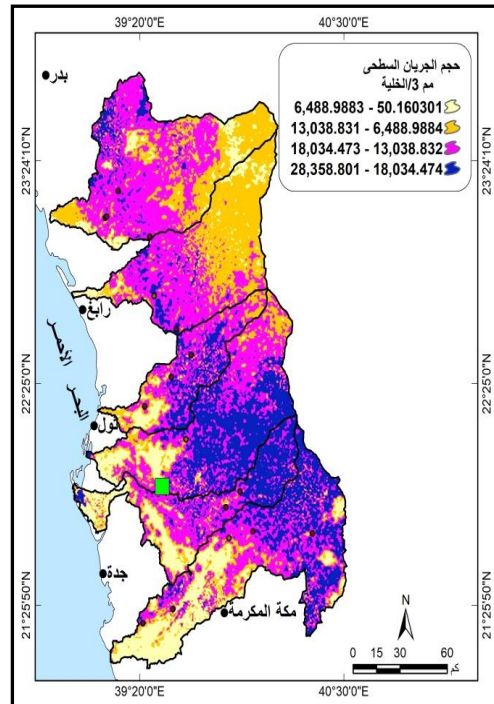 39°20'0"E
40°30'0"E
بدر
حجم الجريان السطحى
مم 3/الخلية
6,488.9883 - 50.160301
13,038.831 - 6,488.9884
18,034.473 - 13,038.832
28,358.801 - 18,034.474
23°24'10"N
23°24'10"N
رابغ
البحر الأحمر
22°25'0"N
22°25'0"N
ثول
جدة
مكة المكرمة
21°25'50"N
21°25'50"N
N
0 15 30 60
كم
39°20'0"E
40°30'0"E